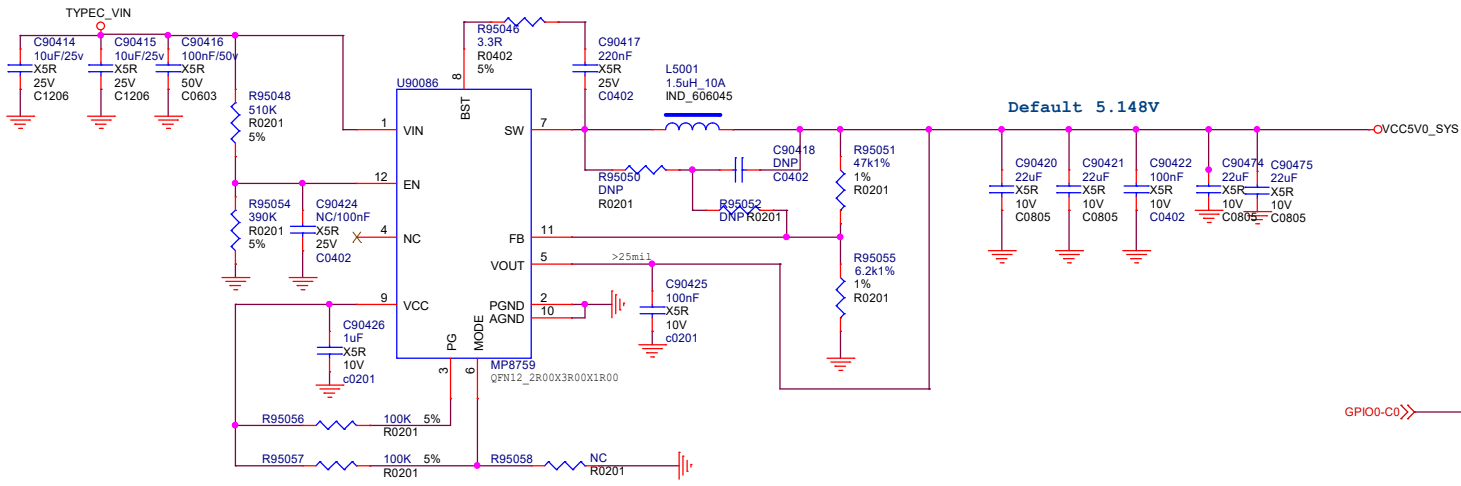 TYPEC_VIN
C90414
10uF/25v
X5R
25V
C1206
C90415
10uF/25v
X5R
25V
C1206
C90416
100nF/50v
X5R
50V
C0603
R95048
510K
R0201
5%
R95054
390K
R0201
5%
C90424
NC/100nF
X5R
25V
C0402
C90426
1uF
X5R
10V
c0201
U90086
1
VIN
12
EN
4
NC
9
VCC
8
BST
SW
7
FB
11
VOUT
5
PGND
2
AGND
10
PG
3
MODE
6
MP8759
QFN12_2R00X3R00X1R00
R95046
3.3R
R0402
5%
C90417
220nF
X5R
25V
C0402
L5001
1.5uH_10A
IND_606045
R95050
DNP
R0201
C90418
DNP
C0402
R95052
DNP
R0201
R95051
47k1%
1%
R0201
R95055
6.2k1%
1%
R0201
>25mil
C90425
100nF
X5R
10V
c0201
Default 5.148V
C90420
22uF
X5R
10V
C0805
C90421
22uF
X5R
10V
C0805
C90422
100nF
X5R
10V
C0402
C90474
22uF
X5R
10V
C0805
C90475
22uF
X5R
10V
C0805
VCC5V0_SYS
GPIO0-C0
R95056
100K
5%
R0201
R95057
100K
5%
R0201
R95058
NC
R0201